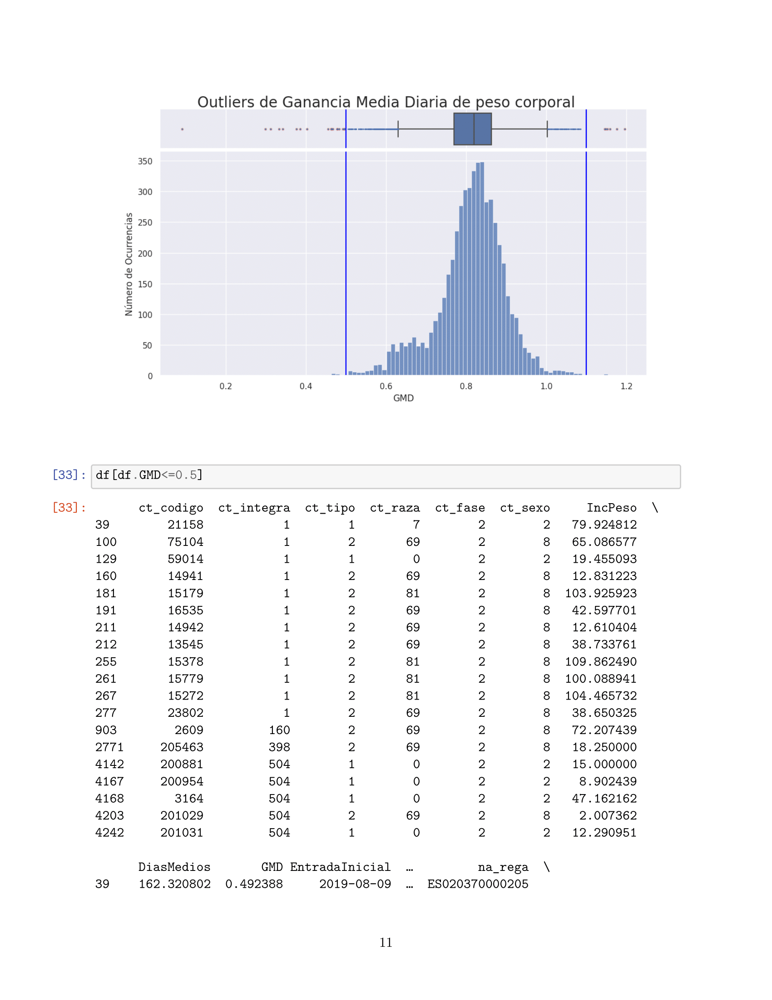 Outliers de Ganancia Media Diaria de peso corporal
350
300
250
200
150
100
50
0
Número de Ocurrencias
0.2 0.4 0.6 0.8 1.0 1.2
GMD
[33]: df[df.GMD<=0.5]
[33]: ct_codigo ct_integra ct_tipo ct_raza ct_fase ct_sexo IncPeso \
39 21158 1 1 7 2 2 79.924812
100 75104 1 2 69 2 8 65.086577
129 59014 1 1 0 2 2 19.455093
160 14941 1 2 69 2 8 12.831223
181 15179 1 2 81 2 8 103.925923
191 16535 1 2 69 2 8 42.597701
211 14942 1 2 69 2 8 12.610404
212 13545 1 2 69 2 8 38.733761
255 15378 1 2 81 2 8 109.862490
261 15779 1 2 81 2 8 100.088941
267 15272 1 2 81 2 8 104.465732
277 23802 1 2 69 2 8 38.650325
903 2609 160 2 69 2 8 72.207439
2771 205463 398 2 69 2 8 18.250000
4142 200881 504 1 0 2 2 15.000000
4167 200954 504 1 0 2 2 8.902439
4168 3164 504 1 0 2 2 47.162162
4203 201029 504 2 69 2 8 2.007362
4242 201031 504 1 0 2 2 12.290951
DiasMedios GMD EntradaInicial … na_rega \
39 162.320802 0.492388 2019-08-09 … ES020370000205
11